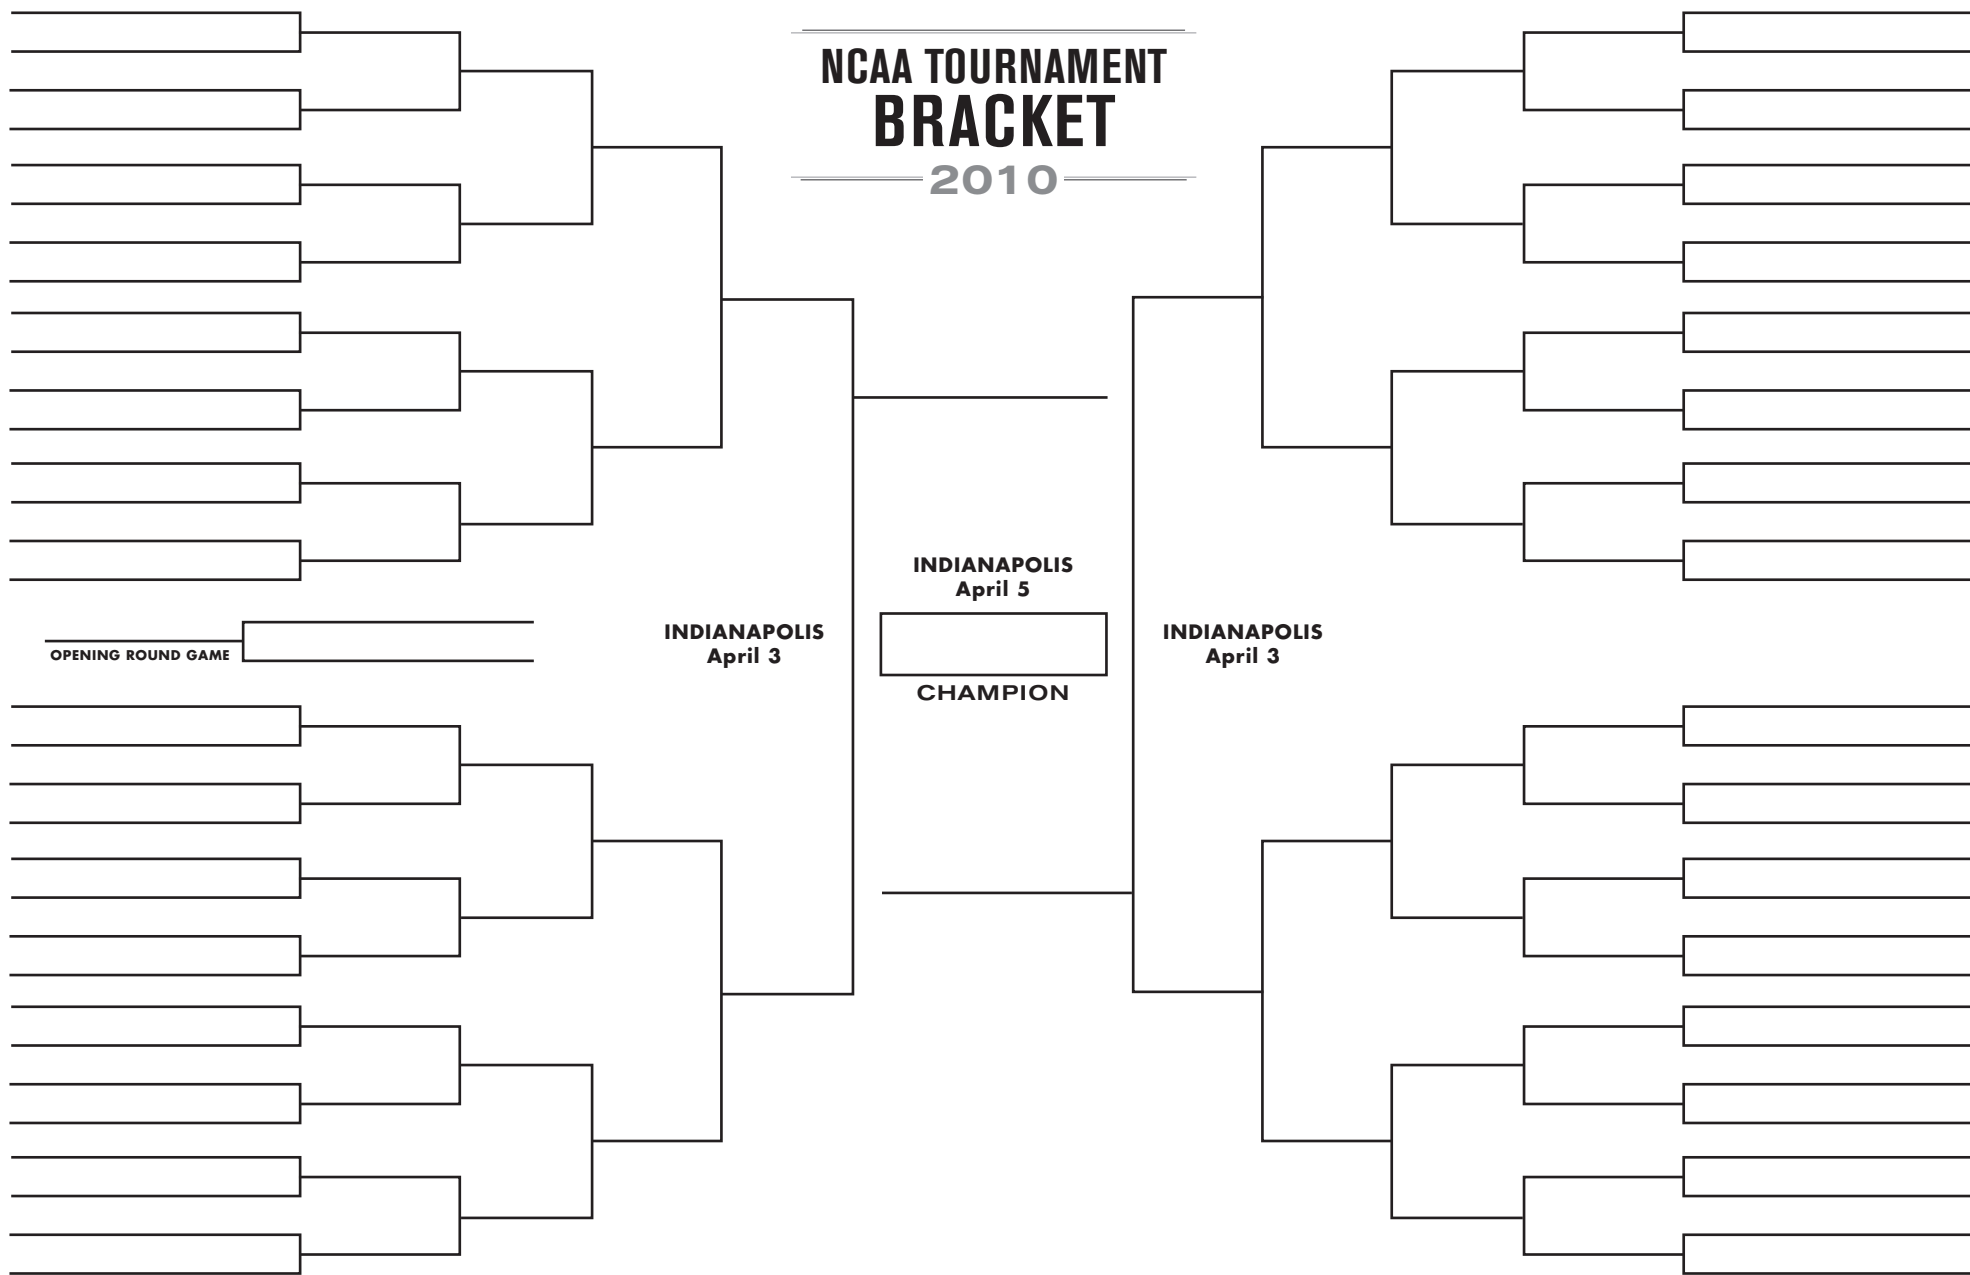 NCAA TOURNAMENT
BRACKET
2010
INDIANAPOLIS
April 5
OPENING ROUND GAME
INDIANAPOLIS
April 3
INDIANAPOLIS
April 3
CHAMPION